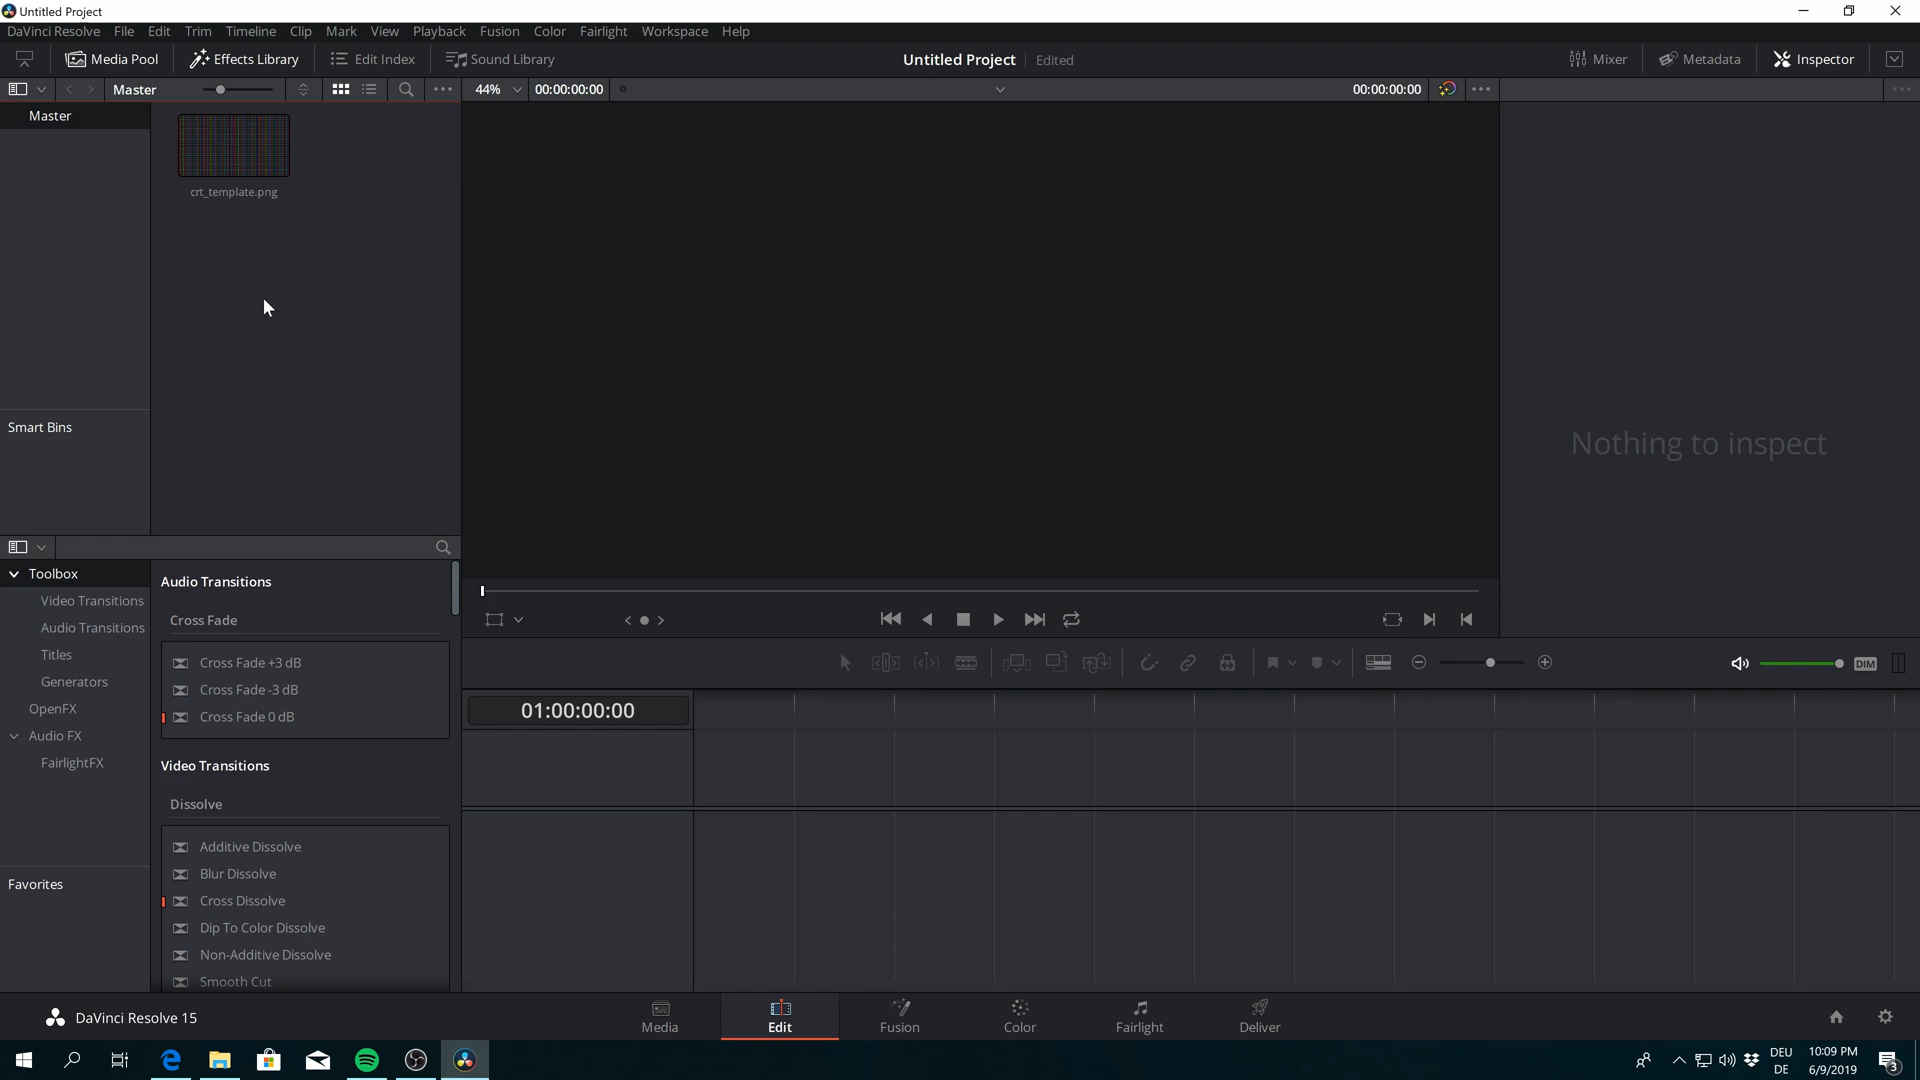 Untitled Project
DaVinci Resolve File Edit Trim Timeline Clip Mark View Playback Fusion Color Fairlight Workspace Help
Media Pool Effects Library Edit Index Sound Library Untitled Project Edited Mixer Metadata Inspector
Master 44% 00:00:00:00 00:00:00:00
Master
crt_template.png
Smart Bins
Nothing to inspect
Toolbox
Video Transitions
Audio Transitions
Titles
Generators
OpenFX
Audio FX
FairlightFX
Favorites
Audio Transitions
Cross Fade
Cross Fade +3 dB
Cross Fade -3 dB
Cross Fade 0 dB
Video Transitions
Dissolve
Additive Dissolve
Blur Dissolve
Cross Dissolve
Dip To Color Dissolve
Non-Additive Dissolve
Smooth Cut
DIM
01:00:00:00
DaVinci Resolve 15
Media Edit Fusion Color Fairlight Deliver
DEU
DE
10:09 PM
6/9/2019
3